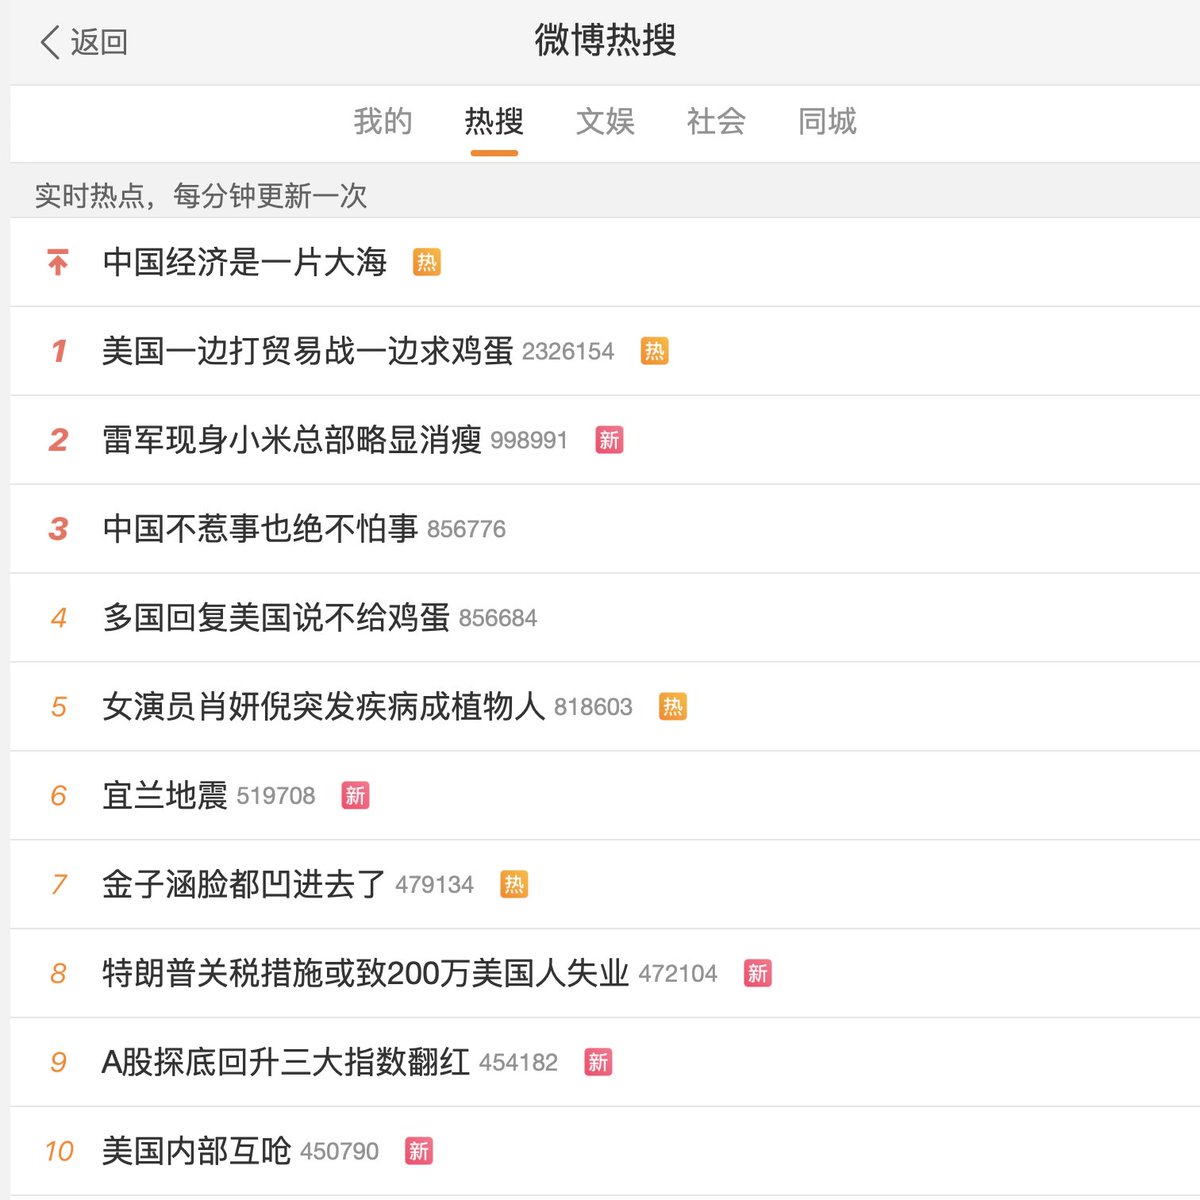 返回 微博热搜
我的 热搜 文娱 社会 同城
实时热点，每分钟更新一次
中国经济是一片大海 热
1 美国一边打贸易战一边求鸡蛋 2326154 热
2 雷军现身小米总部略显消瘦 998991 新
3 中国不惹事也绝不怕事 856776
4 多国回复美国说不给鸡蛋 856684
5 女演员肖妍倪突发疾病成植物人 818603 热
6 宜兰地震 519708 新
7 金子涵脸都凹进去了 479134 热
8 特朗普关税措施或致200万美国人失业 472104 新
9 A股探底回升三大指数翻红 454182 新
10 美国内部互呛 450790 新